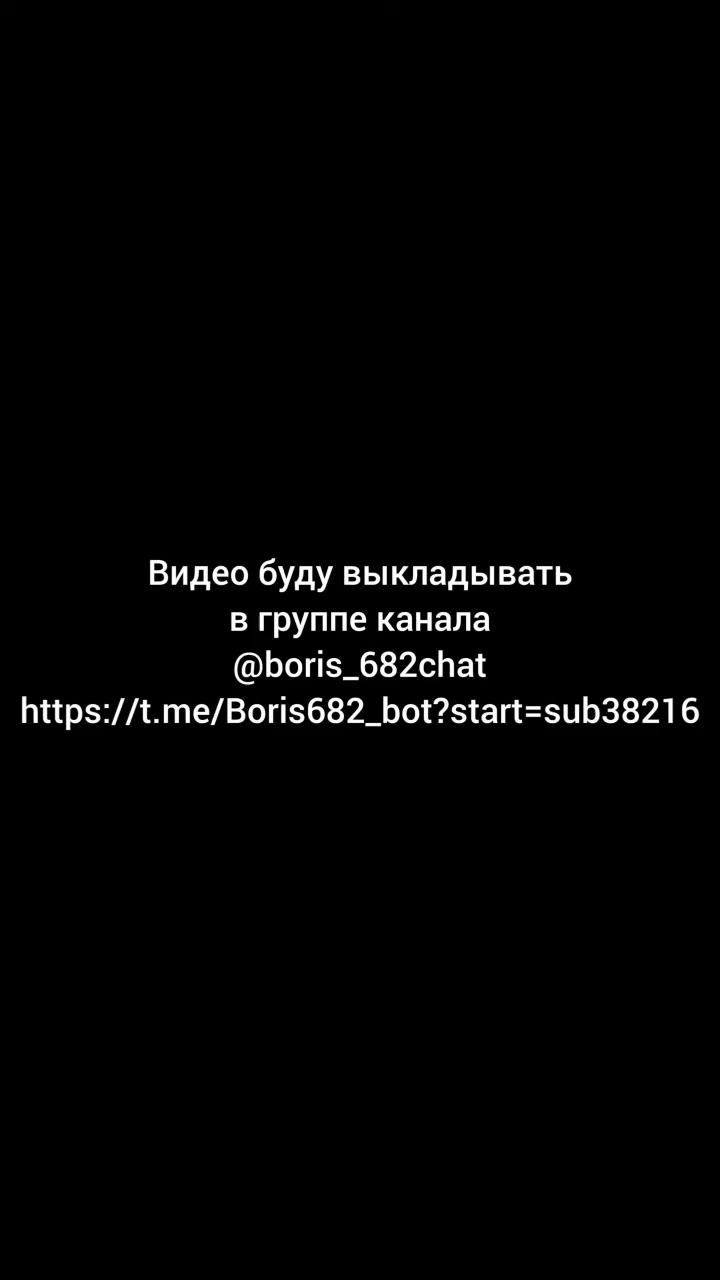 Видео буду выкладывать
в группе канала
@boris_682chat
https://t.me/Boris682_bot?start=sub38216